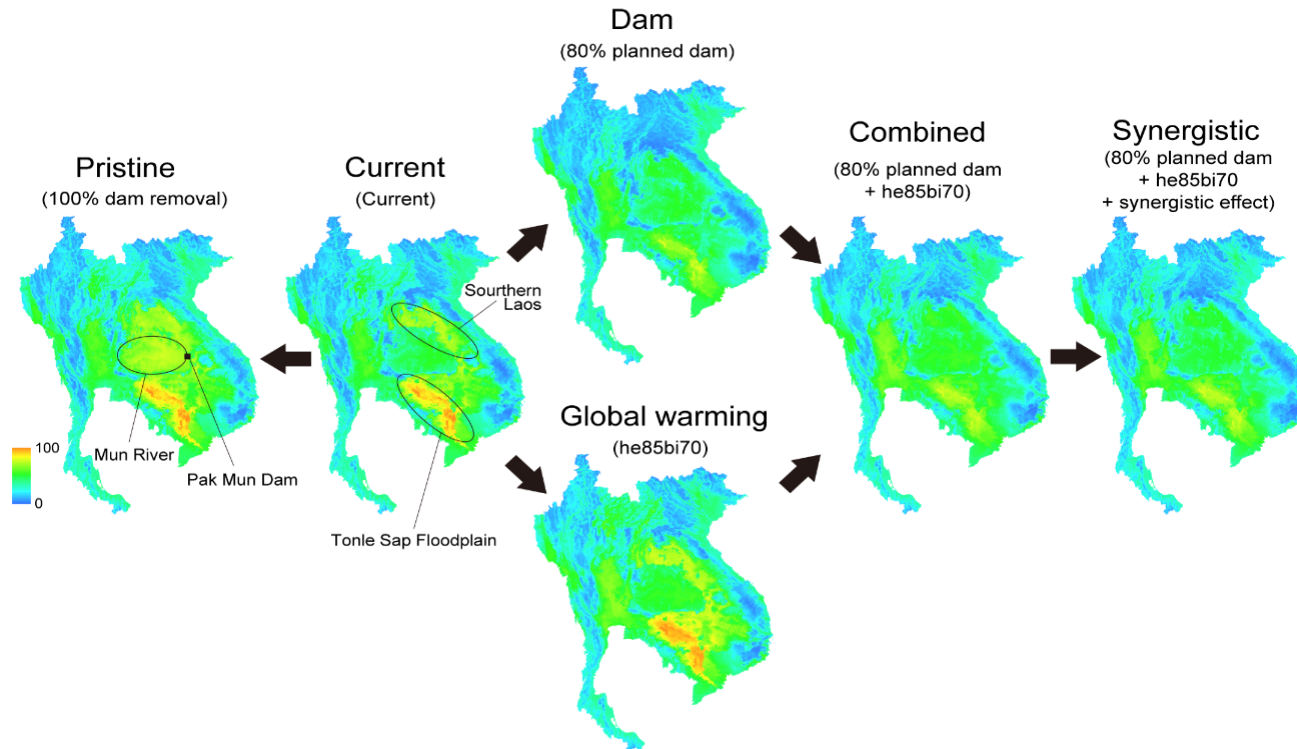 Pristine
(100% dam removal)
Mun River
Pak Mun Dam
100
0
Current
(Current)
Sourthern
Laos
Tonle Sap Floodplain
Dam
(80% planned dam)
Global warming
(he85bi70)
Combined
(80% planned dam
+ he85bi70)
Synergistic
(80% planned dam
+ he85bi70
+ synergistic effect)